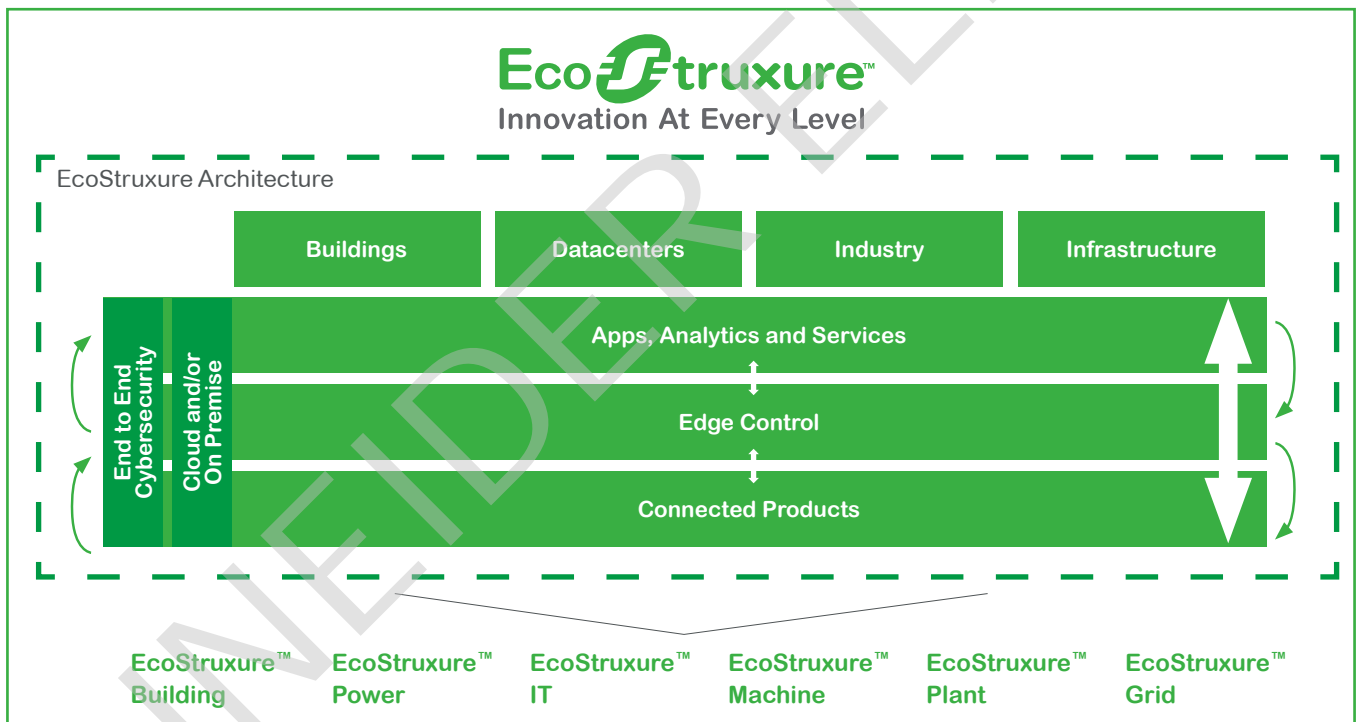 EcoStruxure™
Innovation At Every Level
EcoStruxure Architecture
Buildings
Datacenters
Industry
Infrastructure
End to End
Cybersecurity
Cloud and/or
On Premise
Apps, Analytics and Services
Edge Control
Connected Products
EcoStruxure™
Building
EcoStruxure™
Power
EcoStruxure™
IT
EcoStruxure™
Machine
EcoStruxure™
Plant
EcoStruxure™
Grid
NEIDER EL